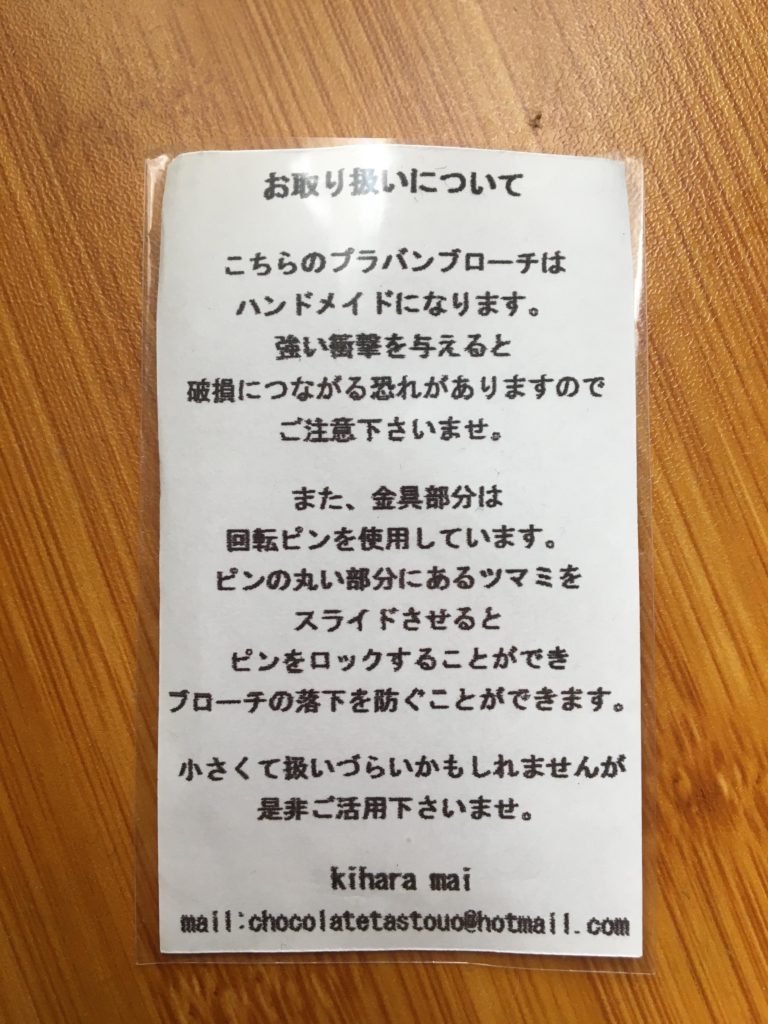 お取り扱いについて
こちらのプラバンブローチは
ハンドメイドになります。
強い衝撃を与えると
破損につながる恐れがありますので
ご注意下さいませ。
また、金具部分は
回転ピンを使用しています。
ピンの丸い部分にあるツマミを
スライドさせると
ピンをロックすることができ
ブローチの落下を防ぐことができます。
小さくて扱いづらいかもしれませんが
是非ご活用下さいませ。
kihara mai
mail:chocolatetastouo@hotmail.com